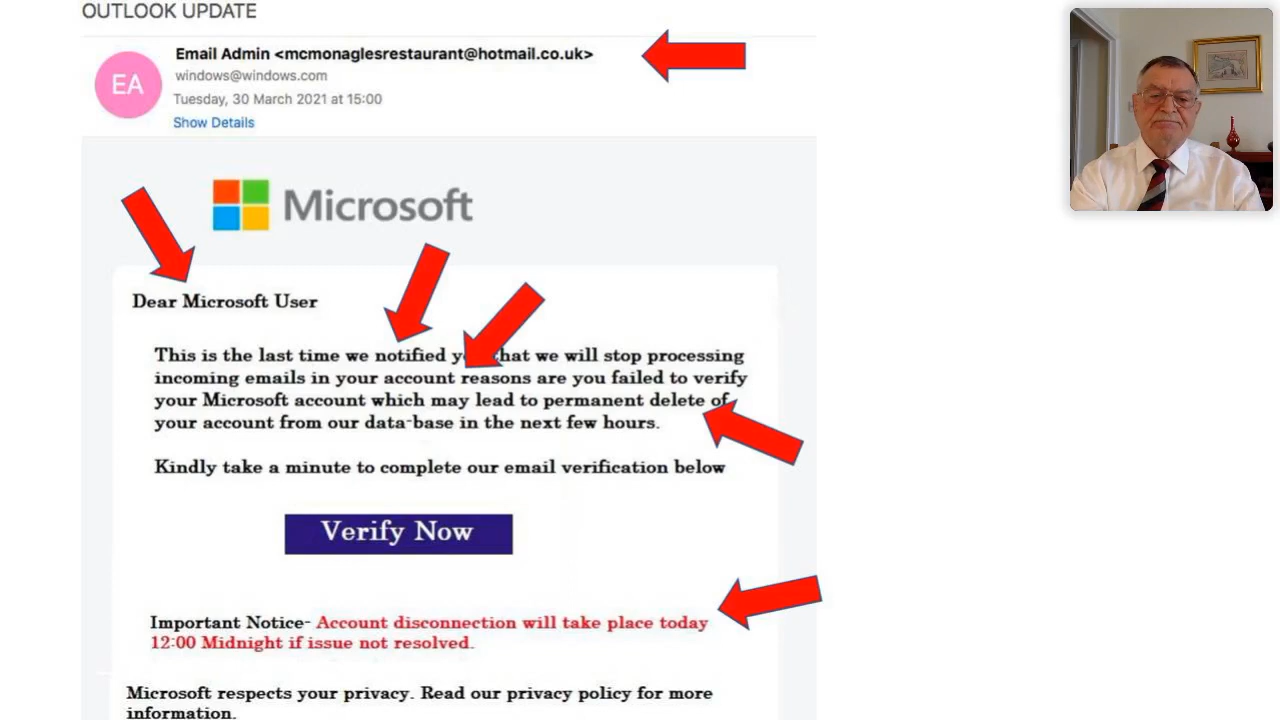 OUTLOOK UPDATE
Email Admin <mcmonaglesrestaurant@hotmail.co.uk>
EA
windows@windows.com
Tuesday, 30 March 2021 at 15:00
Show Details
Microsoft
Dear Microsoft User
This is the last time we notified that we will stop processing
incoming emails in your account reasons are you failed to verify
your Microsoft account which may lead to permanent delete of
your account from our data-base in the next few hours.
Kindly take a minute to complete our email verification below
Verify Now
Important Notice- Account disconnection will take place today
12:00 Midnight if issue not resolved.
Microsoft respects your privacy. Read our privacy policy for more
information.